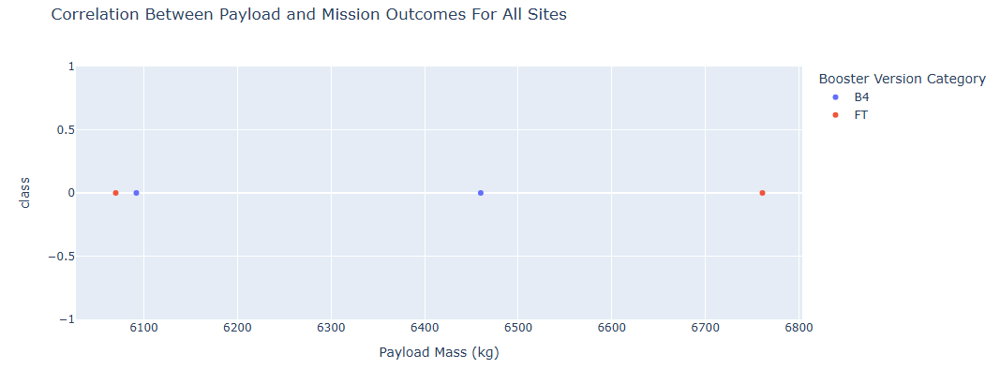 Correlation Between Payload and Mission Outcomes For All Sites
Booster Version Category
B4
FT
1
0.5
0
−0.5
−1
class
6100 6200 6300 6400 6500 6600 6700 6800
Payload Mass (kg)